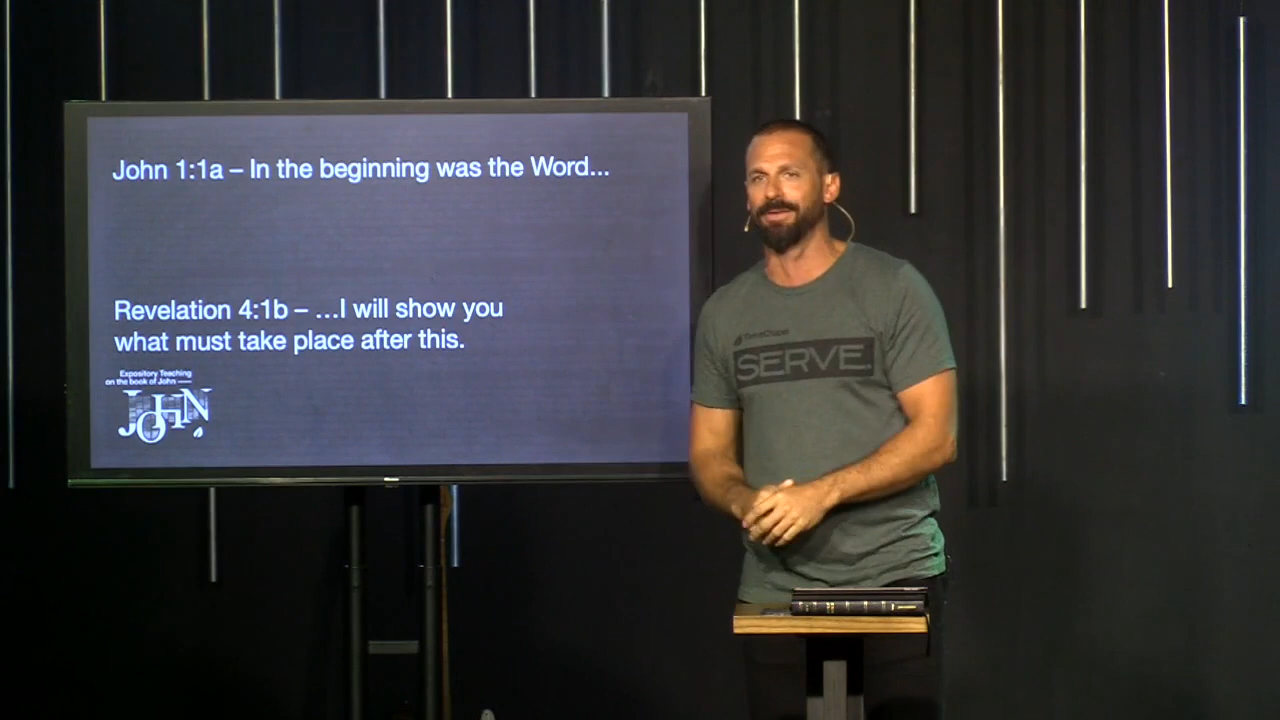 John 1:1a – In the beginning was the Word...
Revelation 4:1b – ...I will show you
what must take place after this.
Expository Teaching
on the book of John
JOHN
SERVE.